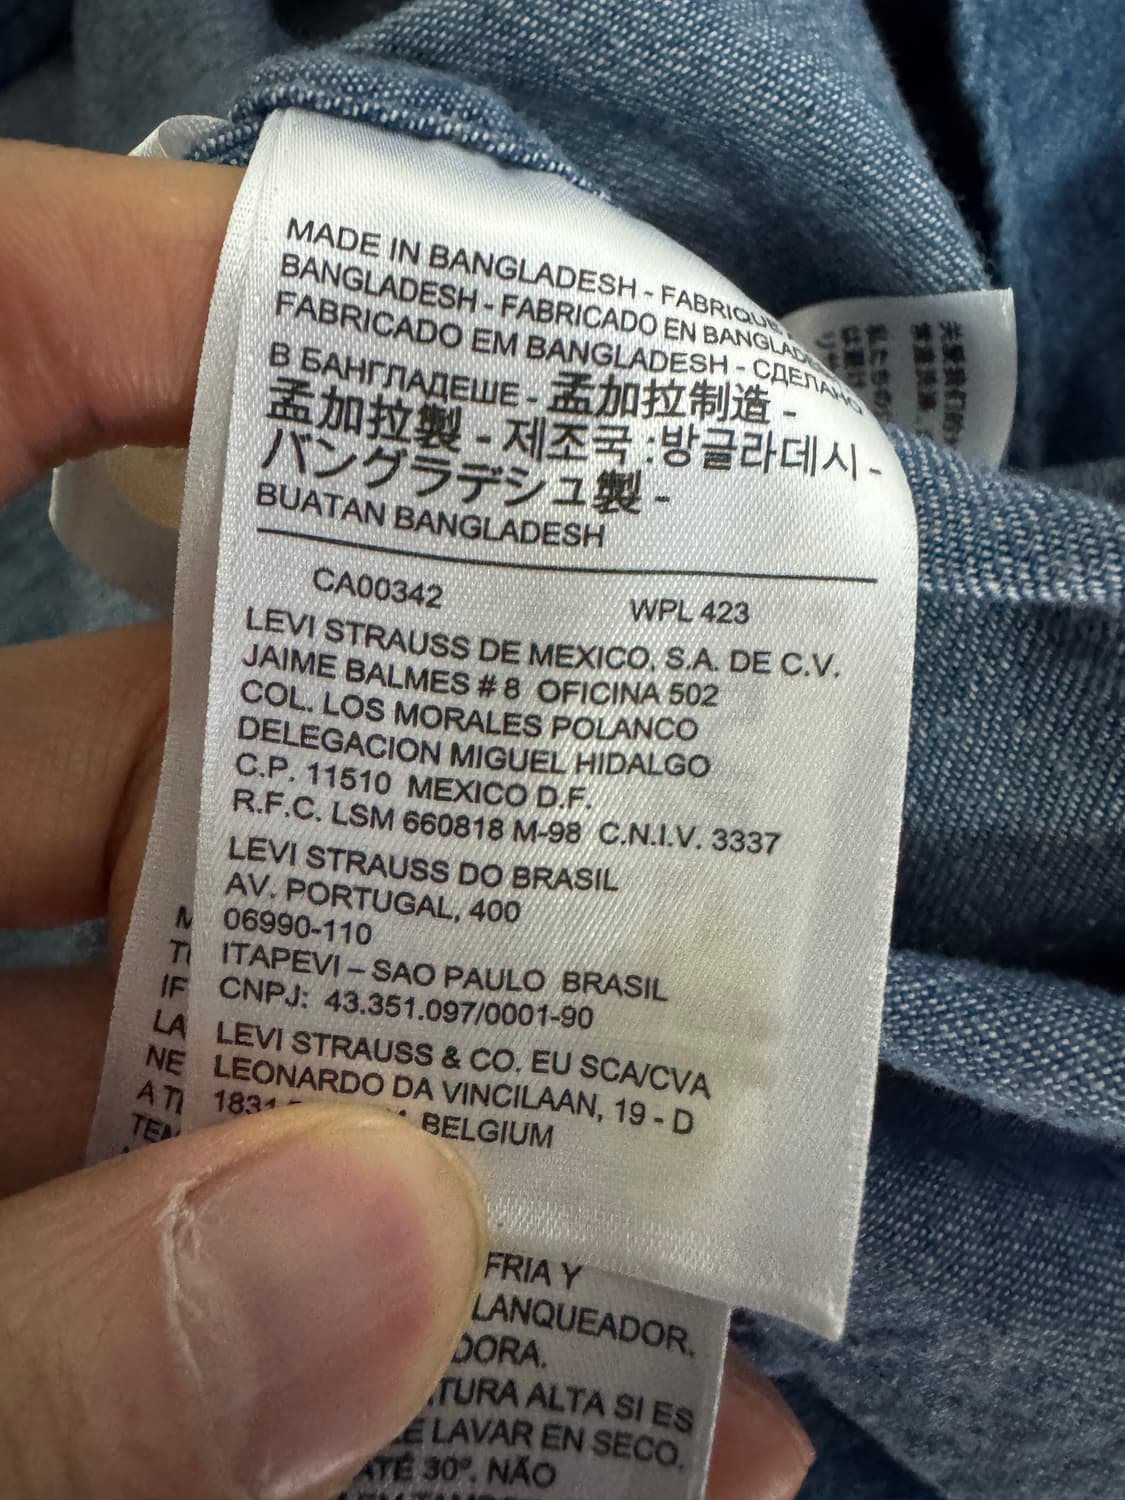 MADE IN BANGLADESH - FABRIQUE
BANGLADESH - FABRICADO EN BANGLADE
FABRICADO EM BANGLADESH - СДЕЛАНО
В БАНГЛАДЕШЕ - 孟加拉制造 -
孟加拉製 - 제조국 :방글라데시 -
バングラデシュ製 -
BUATAN BANGLADESH
CA00342 WPL 423
LEVI STRAUSS DE MEXICO, S.A. DE C.V.
JAIME BALMES # 8 OFICINA 502
COL. LOS MORALES POLANCO
DELEGACION MIGUEL HIDALGO
C.P. 11510 MEXICO D.F.
R.F.C. LSM 660818 M-98 C.N.I.V. 3337
LEVI STRAUSS DO BRASIL
AV. PORTUGAL, 400
06990-110
ITAPEVI – SAO PAULO BRASIL
CNPJ: 43.351.097/0001-90
LEVI STRAUSS & CO. EU SCA/CVA
LEONARDO DA VINCILAAN, 19 - D
1831 BELGIUM
M
IF
LA
NE
A
FRIA Y
LANQUEADOR.
DORA.
TURA ALTA SI ES
LAVAR EN SECO.
ATÉ 30°. NÃO